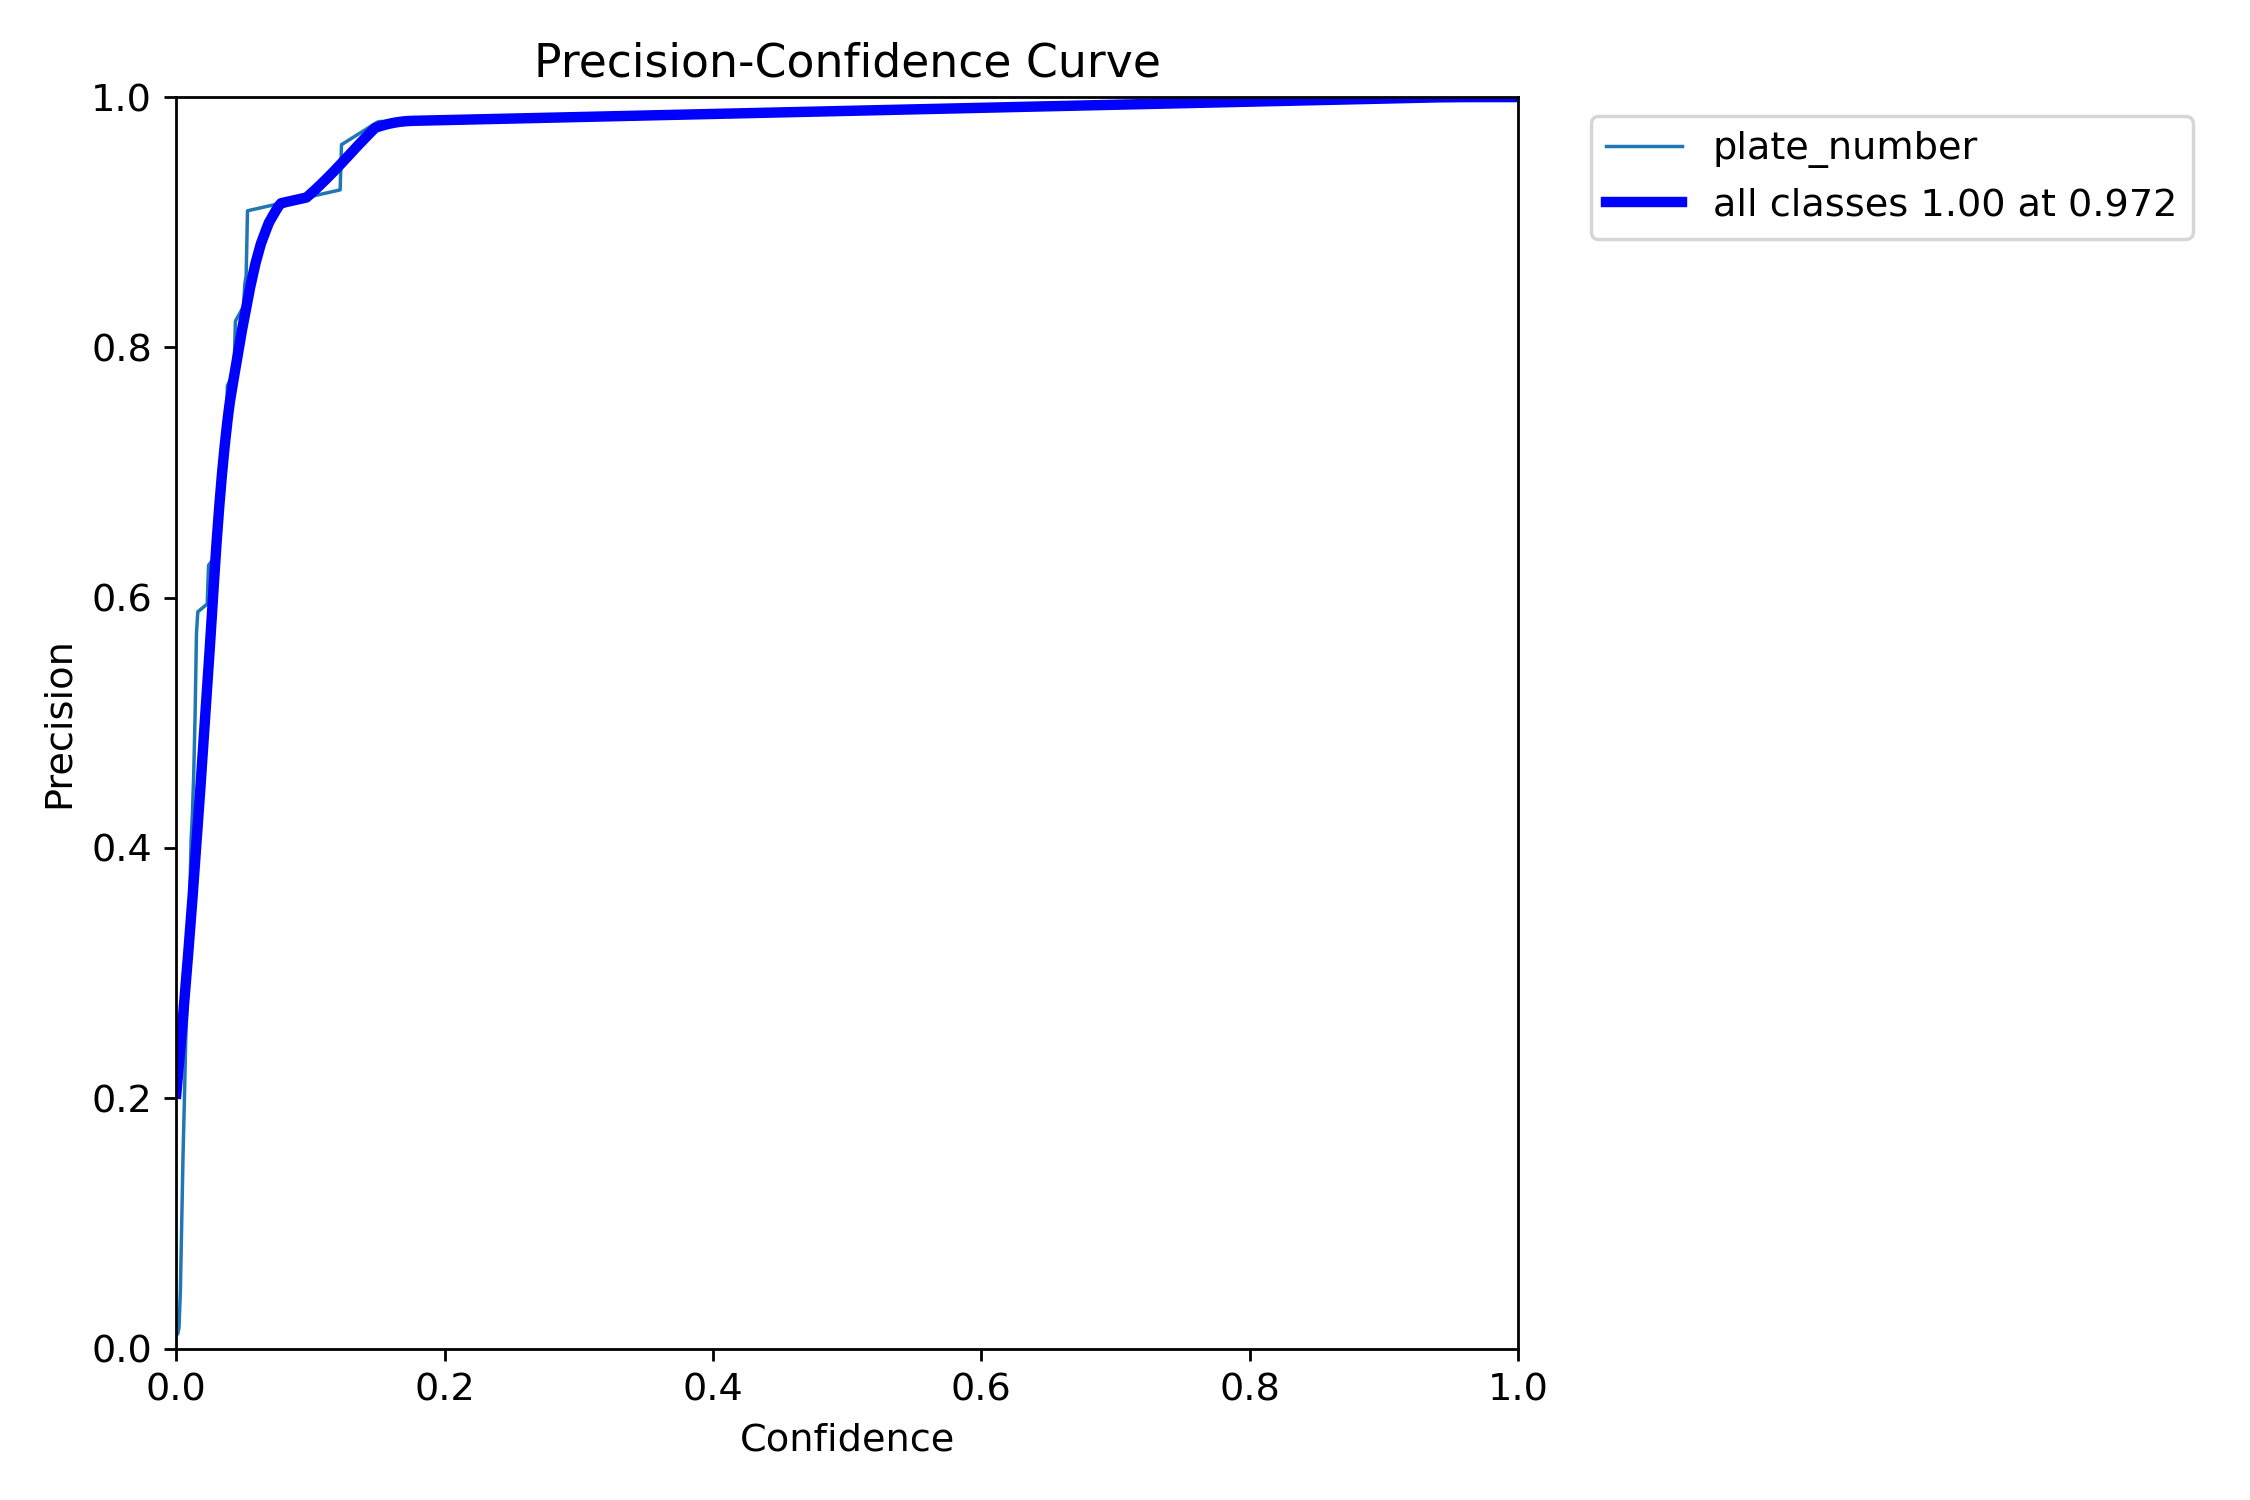 Precision-Confidence Curve
1.0
0.8
0.6
0.4
0.2
0.0
Precision
0.0 0.2 0.4 0.6 0.8 1.0
Confidence
plate_number
all classes 1.00 at 0.972